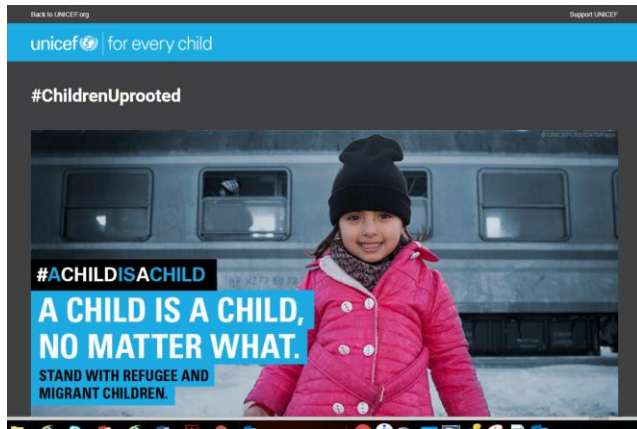 Back to UNICEF.org
Support UNICEF
unicef for every child
#ChildrenUprooted
#ACHILDISACHILD
A CHILD IS A CHILD,
NO MATTER WHAT.
STAND WITH REFUGEE AND
MIGRANT CHILDREN.